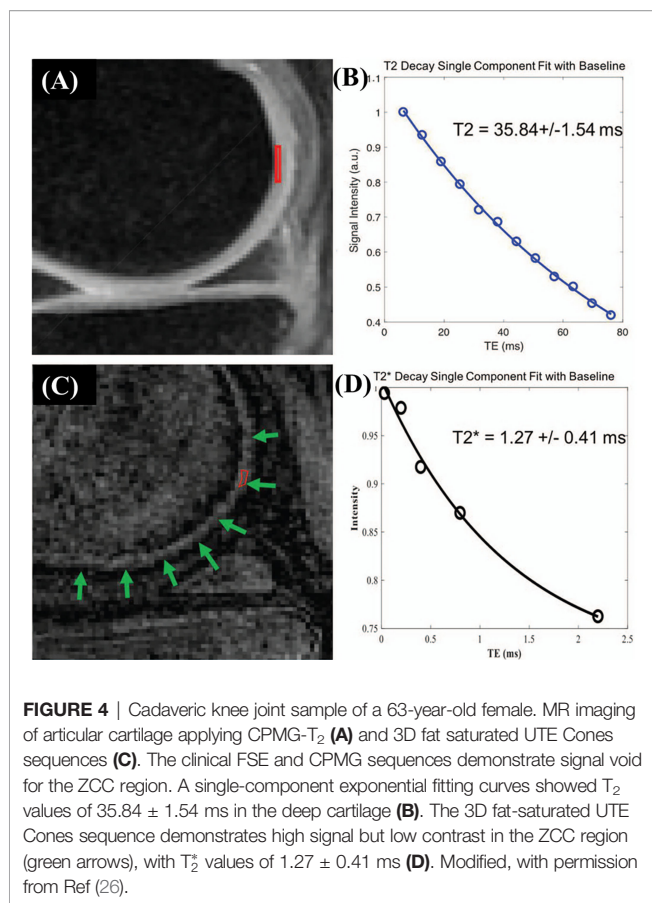 (A)
(B)
T2 Decay Single Component Fit with Baseline
T2 = 35.84+/-1.54 ms
1.1
1
0.9
0.8
0.7
0.6
0.5
0.4
Signal Intensity (a.u.)
0 20 40 60 80
TE (ms)
(C)
(D)
T2* Decay Single Component Fit with Baseline
T2* = 1.27 +/- 0.41 ms
0.95
0.9
0.85
0.8
0.75
Intensity
0 0.5 1 1.5 2 2.5
TE (ms)
FIGURE 4 | Cadaveric knee joint sample of a 63-year-old female. MR imaging
of articular cartilage applying CPMG-T₂ (A) and 3D fat saturated UTE Cones
sequences (C). The clinical FSE and CPMG sequences demonstrate signal void
for the ZCC region. A single-component exponential fitting curves showed T₂
values of 35.84 ± 1.54 ms in the deep cartilage (B). The 3D fat-saturated UTE
Cones sequence demonstrates high signal but low contrast in the ZCC region
(green arrows), with T₂* values of 1.27 ± 0.41 ms (D). Modified, with permission
from Ref (26).